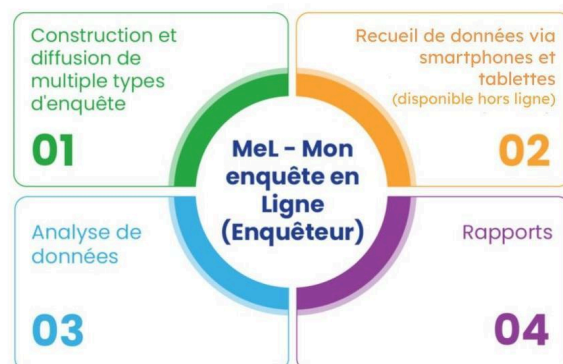 Construction et
diffusion de
multiple types
d'enquête
01
Recueil de données via
smartphones et
tablettes
(disponible hors ligne)
02
MeL - Mon
enquête en
Ligne
(Enquêteur)
Analyse de
données
03
Rapports
04